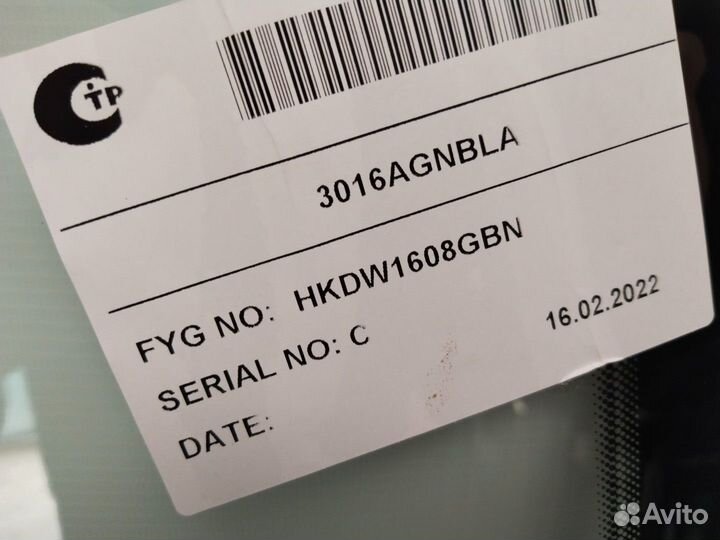 ТР
3016AGNBLA
FYG NO: HKDW1608GBN
SERIAL NO: C
16.02.2022
DATE:
Avito